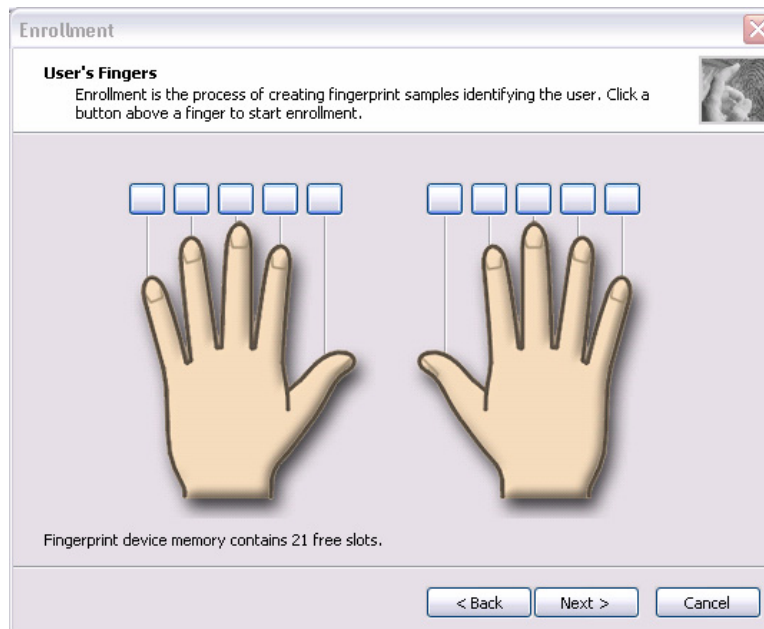 Enrollment
User's Fingers
Enrollment is the process of creating fingerprint samples identifying the user. Click a
button above a finger to start enrollment.
Fingerprint device memory contains 21 free slots.
< Back Next > Cancel